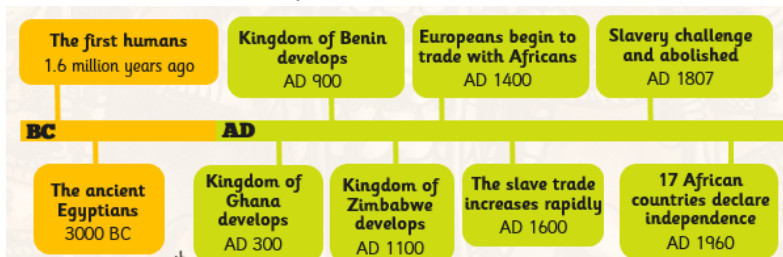 The first humans
1.6 million years ago
Kingdom of Benin
develops
AD 900
Europeans begin to
trade with Africans
AD 1400
Slavery challenge
and abolished
AD 1807
BC
AD
The ancient
Egyptians
3000 BC
Kingdom of
Ghana
develops
AD 300
Kingdom of
Zimbabwe
develops
AD 1100
The slave trade
increases rapidly
AD 1600
17 African
countries declare
independence
AD 1960